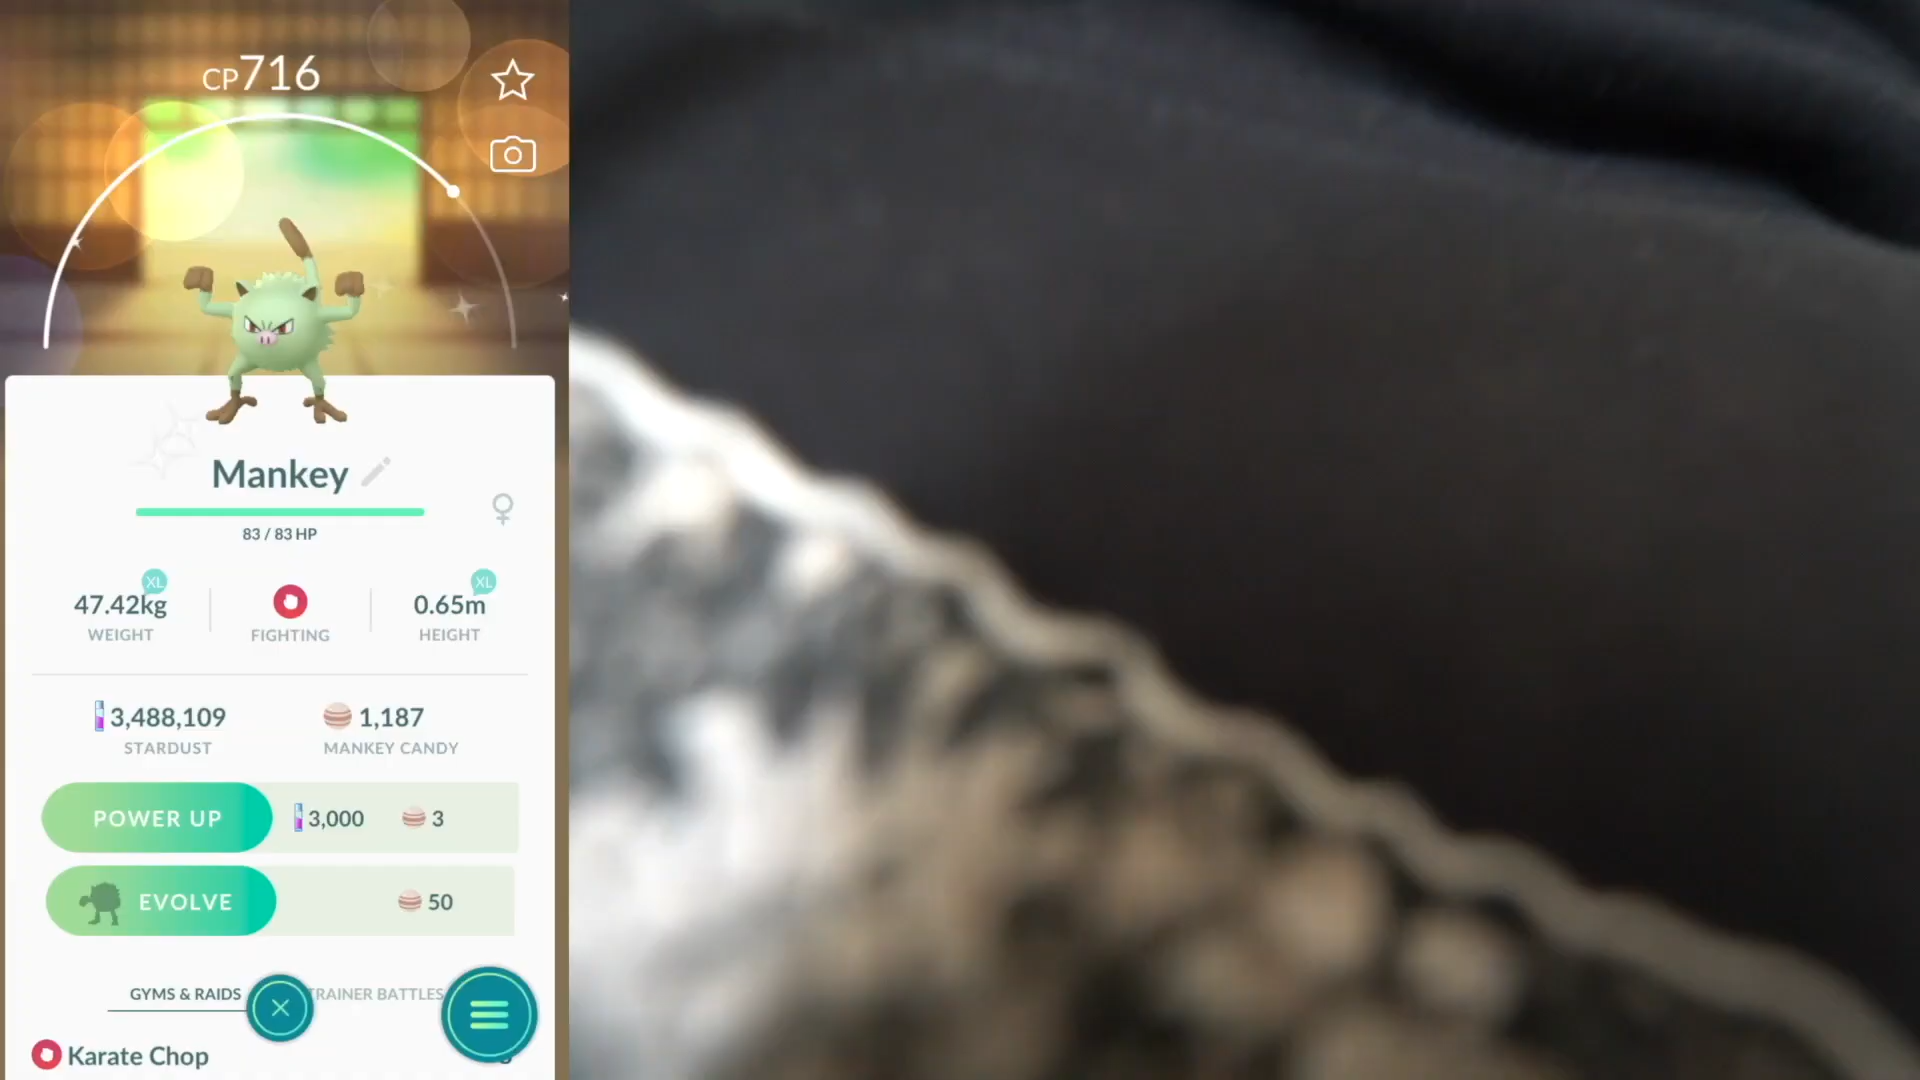 CP716
Mankey
83 / 83 HP
XL XL
47.42kg 0.65m
WEIGHT FIGHTING HEIGHT
3,488,109 1,187
STARDUST MANKEY CANDY
POWER UP 3,000 3
EVOLVE 50
GYMS & RAIDS TRAINER BATTLES
Karate Chop